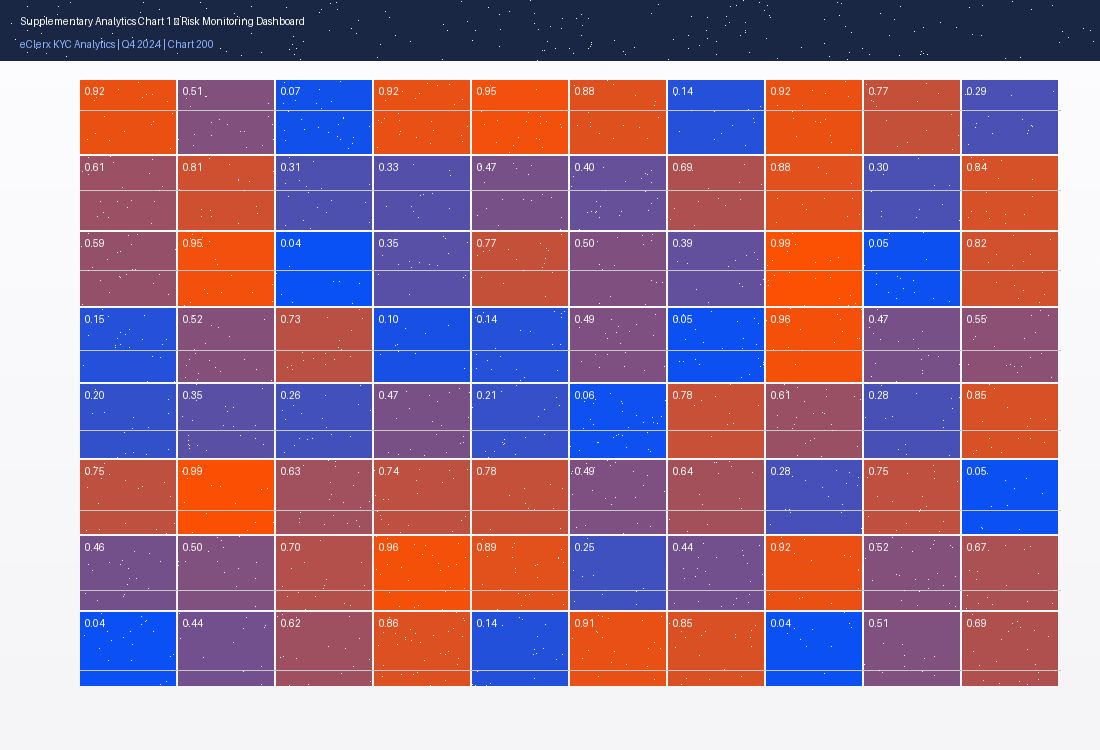 Supplementary Analytics Chart 1 Risk Monitoring Dashboard
eClerx KYC Analytics | Q4 2024 | Chart 200
0.92 0.51 0.07 0.92 0.95 0.88 0.14 0.92 0.77 0.29
0.61 0.81 0.31 0.33 0.47 0.40 0.69 0.88 0.30 0.84
0.59 0.95 0.04 0.35 0.77 0.50 0.39 0.99 0.05 0.82
0.15 0.52 0.73 0.10 0.14 0.49 0.05 0.96 0.47 0.55
0.20 0.35 0.26 0.47 0.21 0.06 0.78 0.61 0.28 0.85
0.75 0.99 0.63 0.74 0.78 0.49 0.64 0.28 0.75 0.05
0.46 0.50 0.70 0.96 0.89 0.25 0.44 0.92 0.52 0.67
0.04 0.44 0.62 0.86 0.14 0.91 0.85 0.04 0.51 0.69